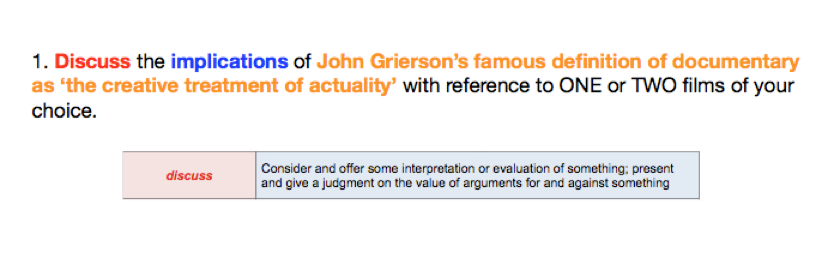 1. Discuss the implications of John Grierson's famous definition of documentary
as ‘the creative treatment of actuality’ with reference to ONE or TWO films of your
choice.
discuss
Consider and offer some interpretation or evaluation of something; present
and give a judgment on the value of arguments for and against something